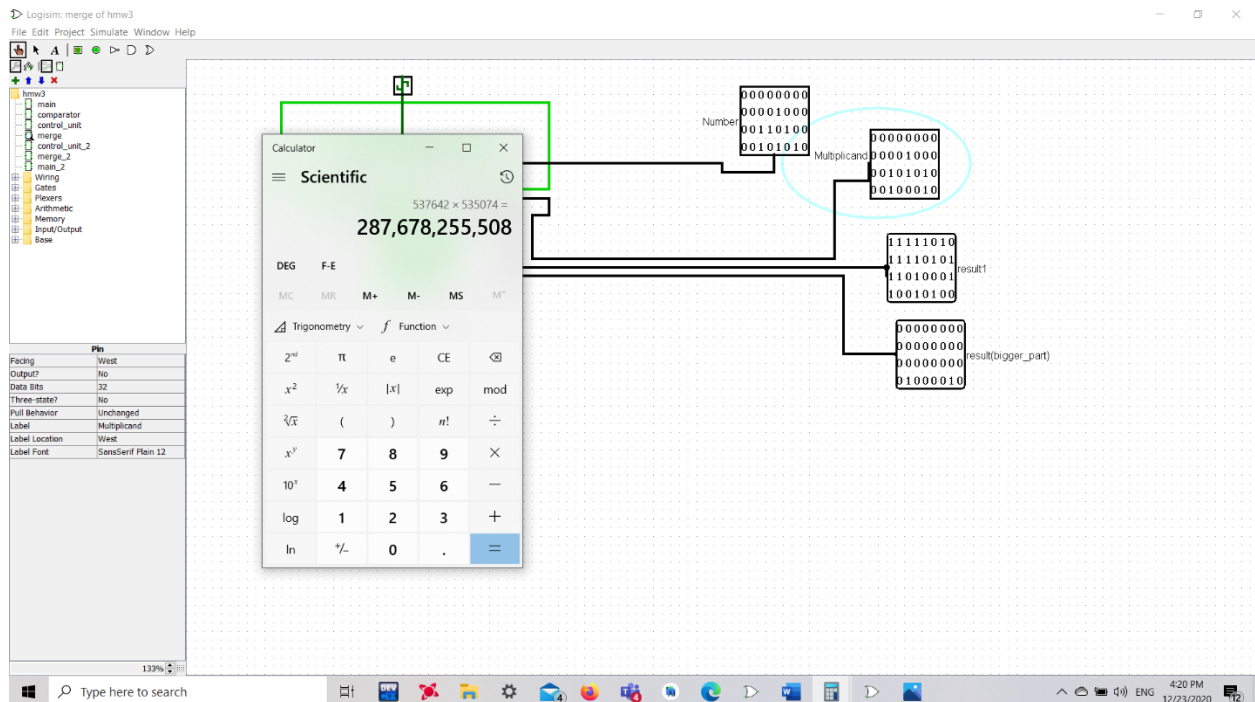 Logisim: merge of hmw3
File Edit Project Simulate Window Help
A
hmw3
main
comparator
control_unit
merge
control_unit_2
merge_2
main_2
Wiring
Gates
Plexers
Arithmetic
Memory
Input/Output
Base
Pin
Facing West
Output? No
Data Bits 32
Three-state? No
Pull Behavior Unchanged
Label Multiplicand
Label Location West
Label Font SansSerif Plain 12
133%
Calculator
Scientific
537642 × 535074 =
287,678,255,508
DEG F-E
MC MR M+ M- MS M˅
Trigonometry f Function
2ⁿᵈ π e CE
x² ¹/x |x| exp mod
²√x ( ) n! ÷
xʸ 7 8 9 ×
10ˣ 4 5 6 −
log 1 2 3 +
ln +/− 0 . =
Number
00000000
00001000
00110100
00101010
Multiplicand
00000000
00001000
00101010
00100010
11111010
11110101
11010001
10010100
result1
00000000
00000000
00000000
01000010
result(bigger_part)
Type here to search
DEV
4
W
ENG
4:20 PM
12/23/2020
12